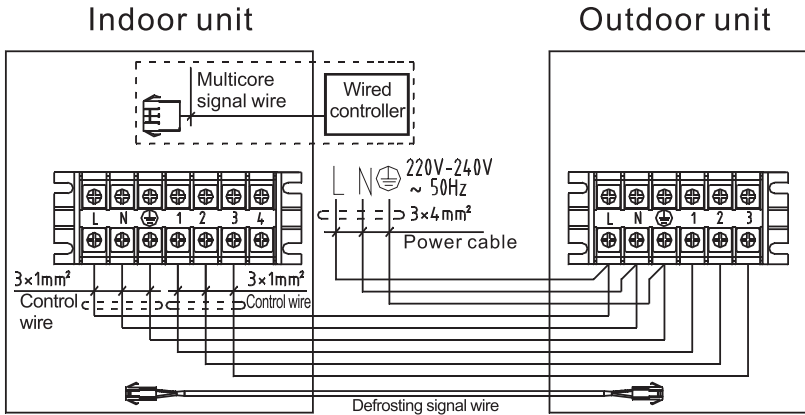 Indoor unit
Outdoor unit
Multicore
signal wire
Wired
controller
L N 220V-240V
~ 50Hz
3×4mm²
Power cable
L N 1 2 3 4
L N 1 2 3
3×1mm²
Control
wire
3×1mm²
Control wire
Defrosting signal wire